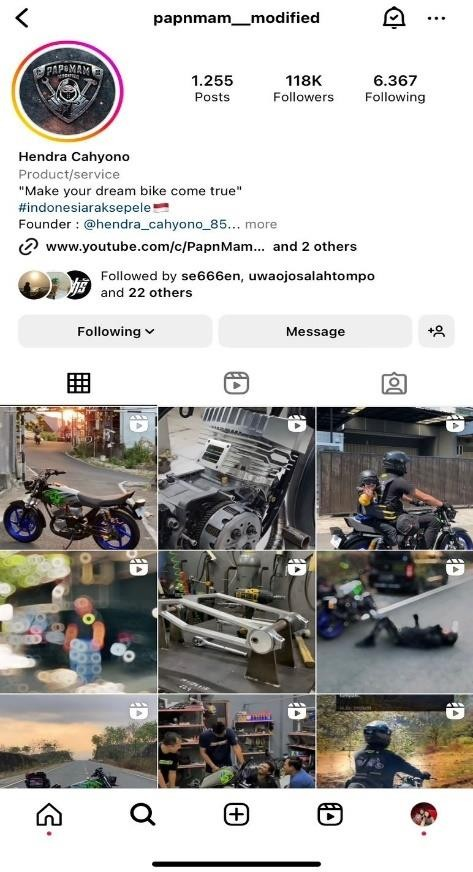 papnmam__modified
PAP&MAM
1.255
Posts
118K
Followers
6.367
Following
Hendra Cahyono
Product/service
"Make your dream bike come true"
#indonesiaraksepele🇮🇩
Founder : @hendra_cahyono_85... more
www.youtube.com/c/PapnMam... and 2 others
Followed by se666en, uwaojosalahtompo
and 22 others
Following
Message